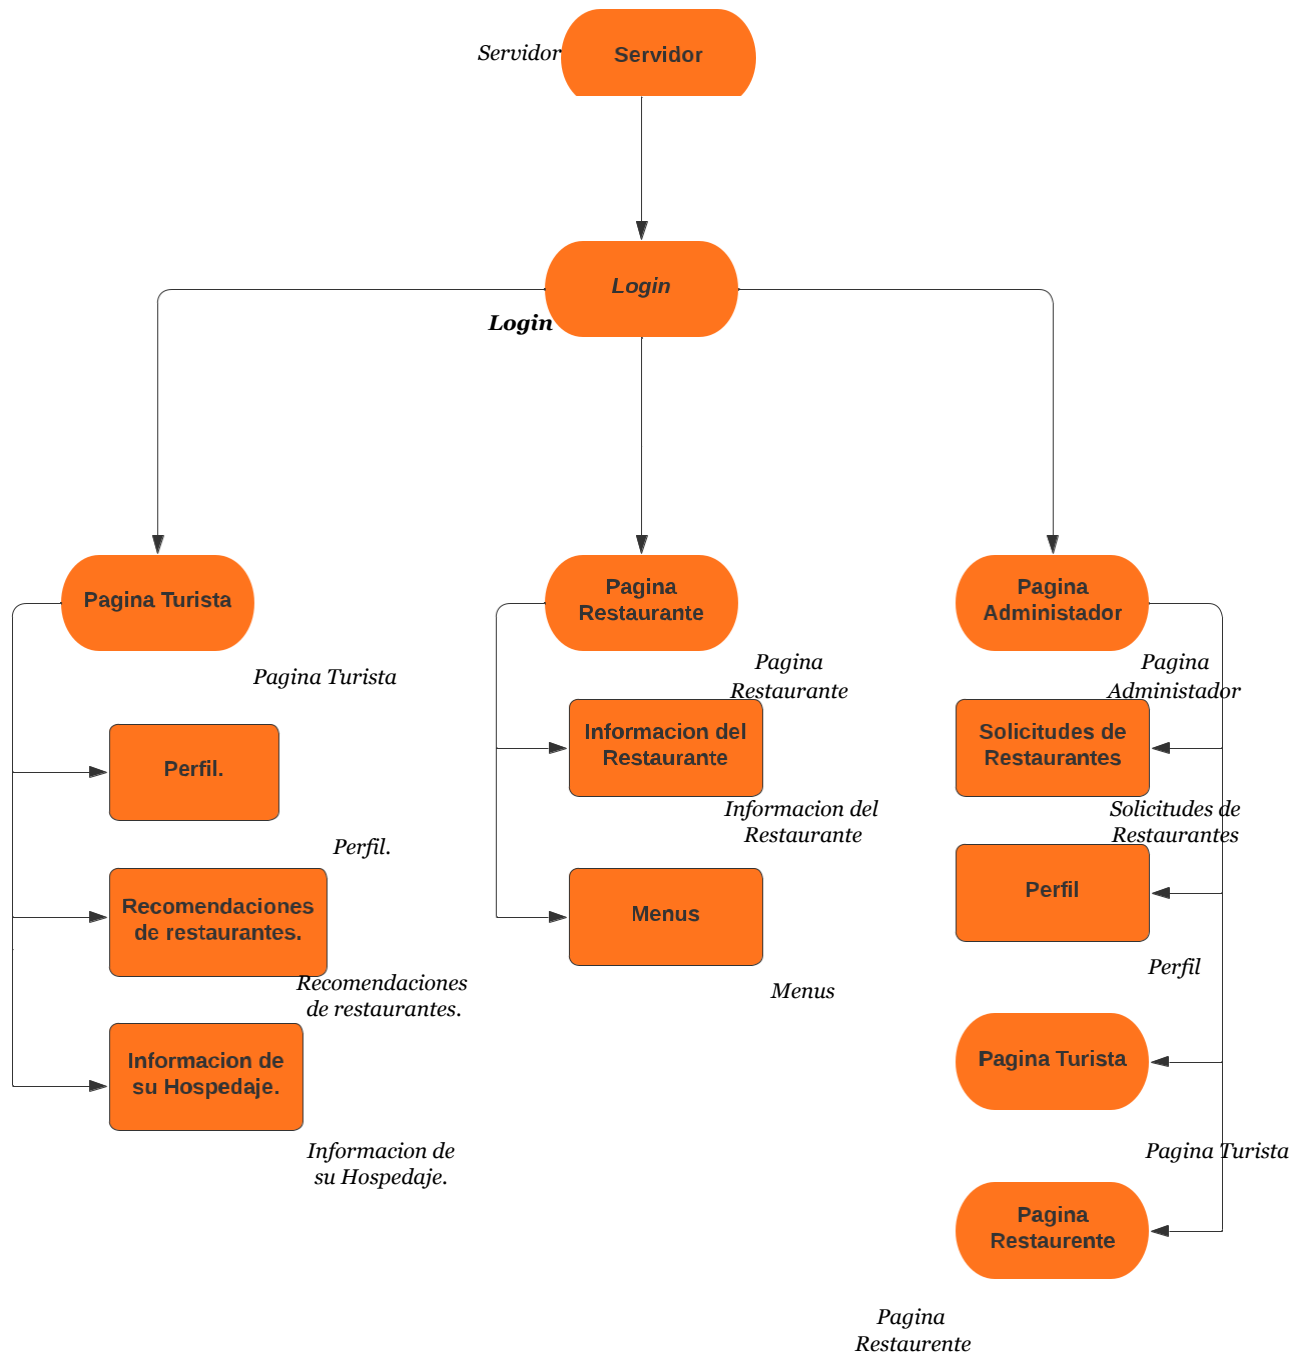 Servidor
Servidor
Login
Login
Pagina Turista
Pagina Turista
Perfil.
Perfil.
Recomendaciones
de restaurantes.
Recomendaciones
de restaurantes.
Informacion de
su Hospedaje.
Informacion de
su Hospedaje.
Pagina
Restaurante
Pagina
Restaurante
Informacion del
Restaurante
Informacion del
Restaurante
Menus
Menus
Pagina
Administador
Pagina
Administador
Solicitudes de
Restaurantes
Solicitudes de
Restaurantes
Perfil
Perfil
Pagina Turista
Pagina Turista
Pagina
Restaurente
Pagina
Restaurente